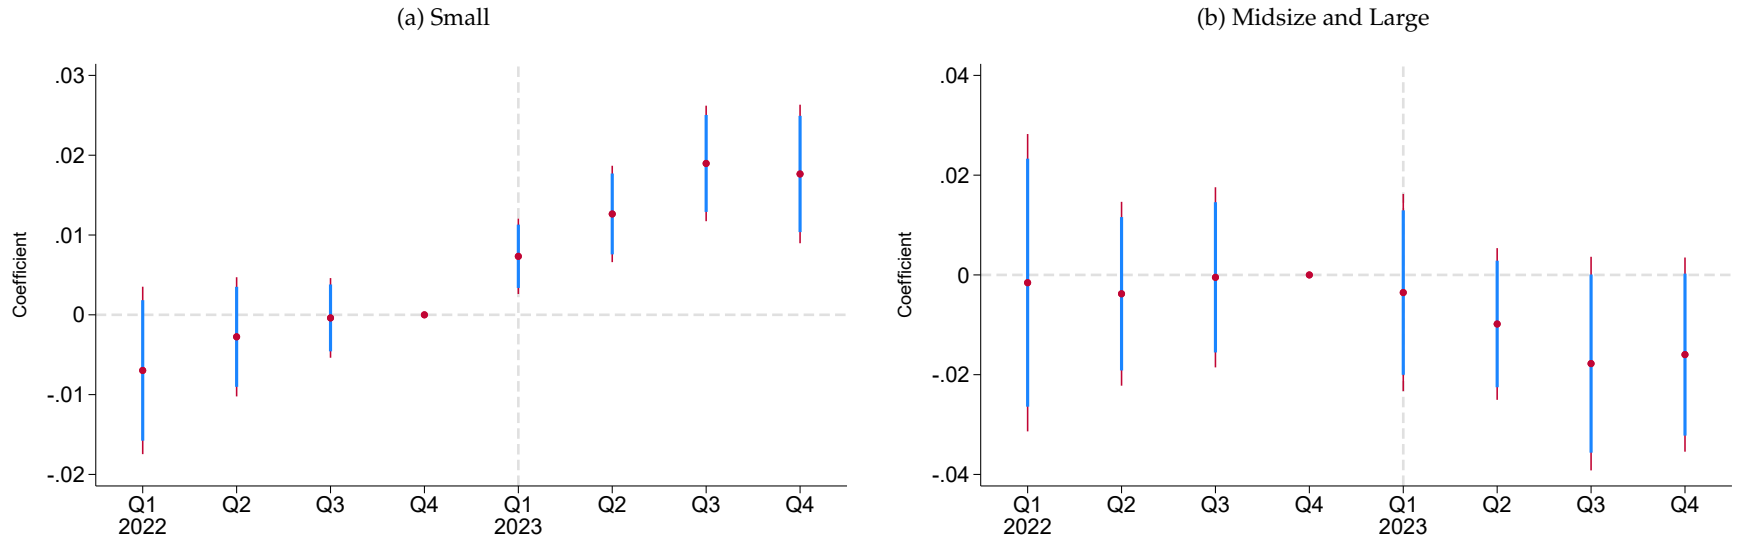 (a) Small
.03
.02
.01
0
-.01
-.02
Coefficient
Q1 Q2 Q3 Q4 Q1 Q2 Q3 Q4
2022 2023
(b) Midsize and Large
.04
.02
0
-.02
-.04
Coefficient
Q1 Q2 Q3 Q4 Q1 Q2 Q3 Q4
2022 2023